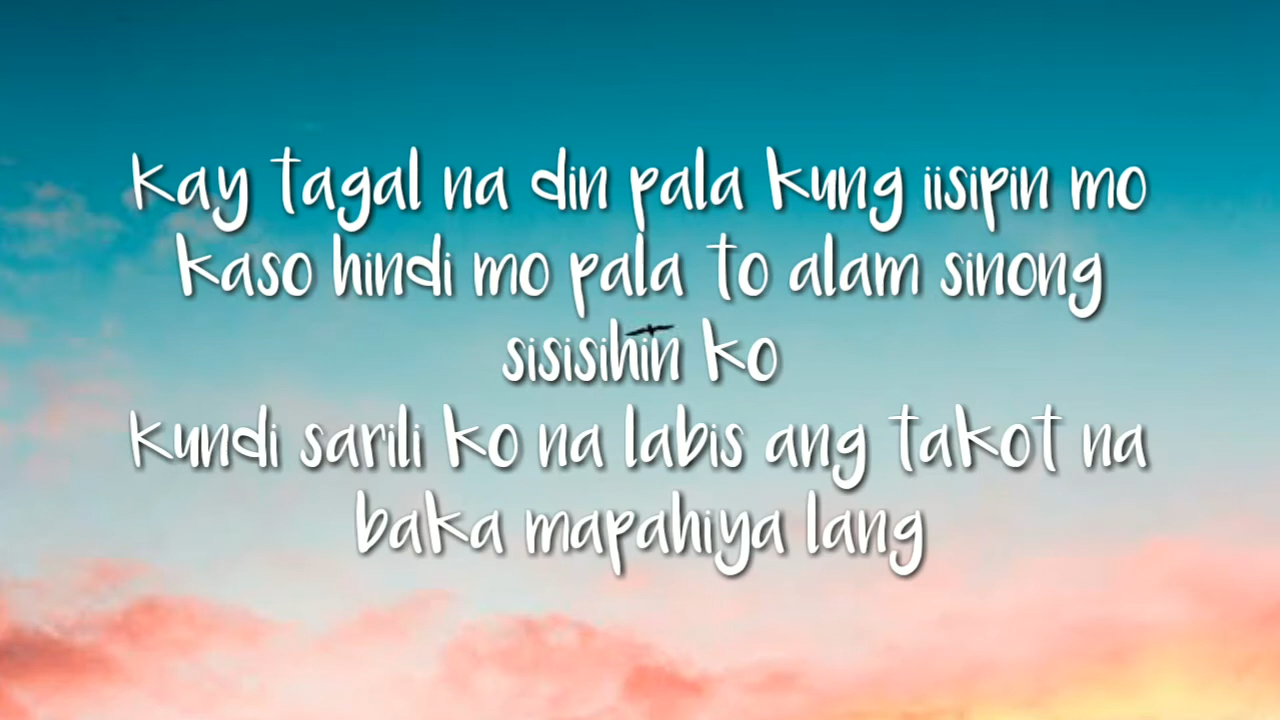 kay tagal na din pala kung iisipin mo
kaso hindi mo pala to alam sinong
sisisihin ko
kundi sarili ko na labis ang takot na
baka mapahiya lang